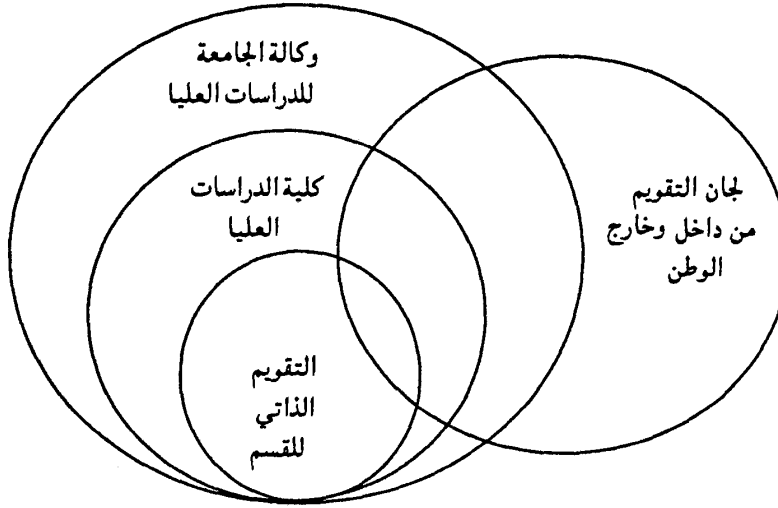 وكالة الجامعة
للدراسات العليا
كلية الدراسات
العليا
لجان التقويم
من داخل وخارج
الوطن
التقويم
الذاتي
للقسم